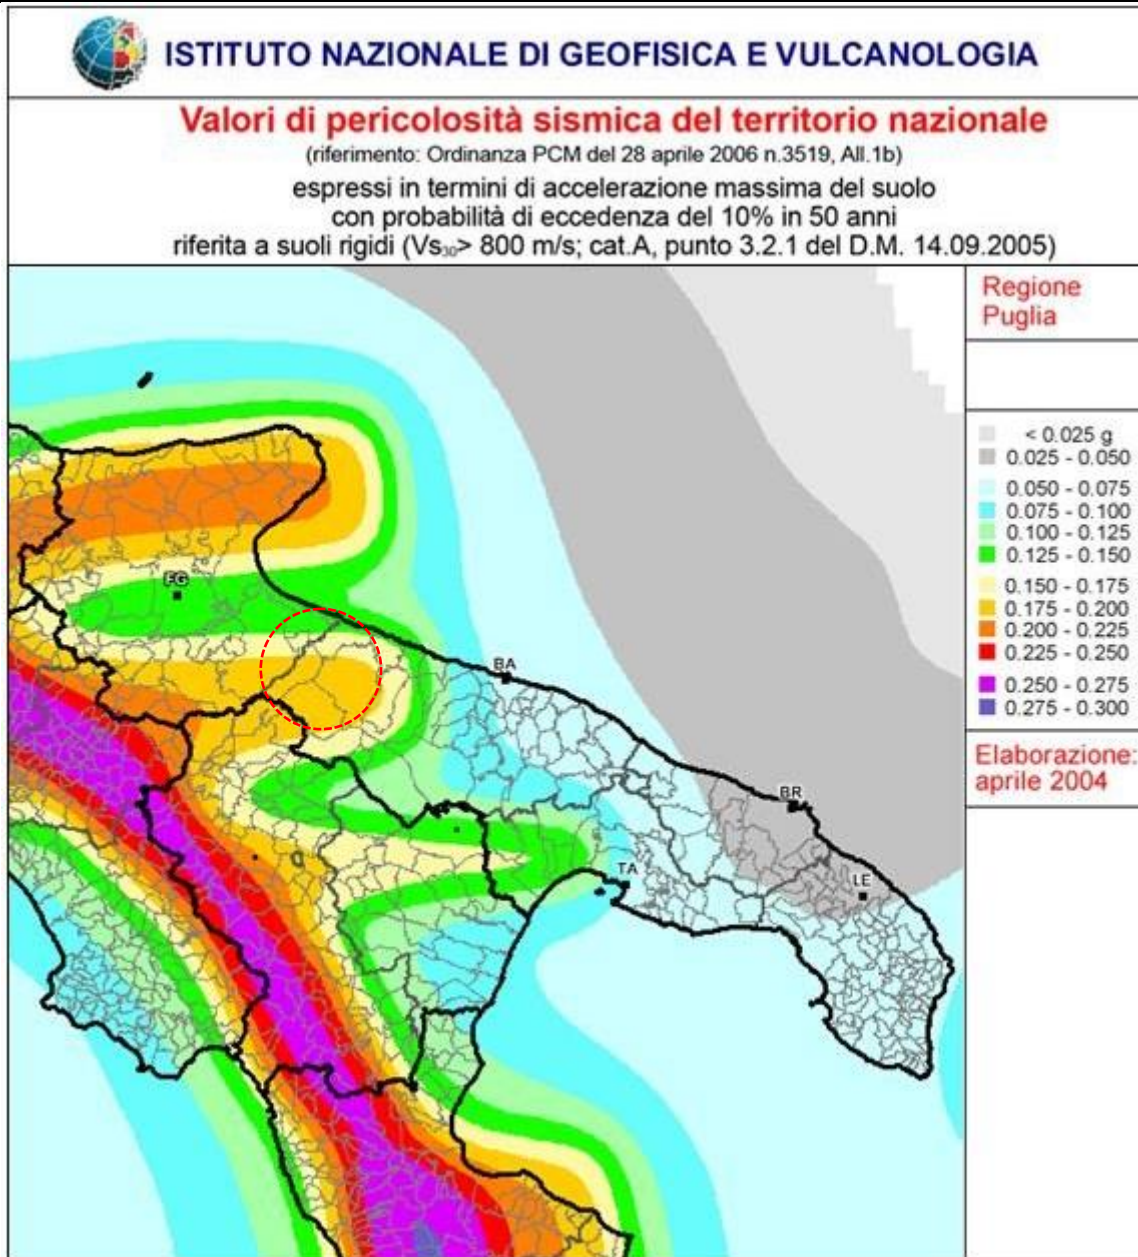 ISTITUTO NAZIONALE DI GEOFISICA E VULCANOLOGIA
Valori di pericolosità sismica del territorio nazionale
(riferimento: Ordinanza PCM del 28 aprile 2006 n.3519, All.1b)
espressi in termini di accelerazione massima del suolo
con probabilità di eccedenza del 10% in 50 anni
riferita a suoli rigidi (Vs₃₀> 800 m/s; cat.A, punto 3.2.1 del D.M. 14.09.2005)
Regione
Puglia
< 0.025 g
0.025 - 0.050
0.050 - 0.075
0.075 - 0.100
0.100 - 0.125
0.125 - 0.150
0.150 - 0.175
0.175 - 0.200
0.200 - 0.225
0.225 - 0.250
0.250 - 0.275
0.275 - 0.300
Elaborazione:
aprile 2004
FG
BA
BR
TA
LE